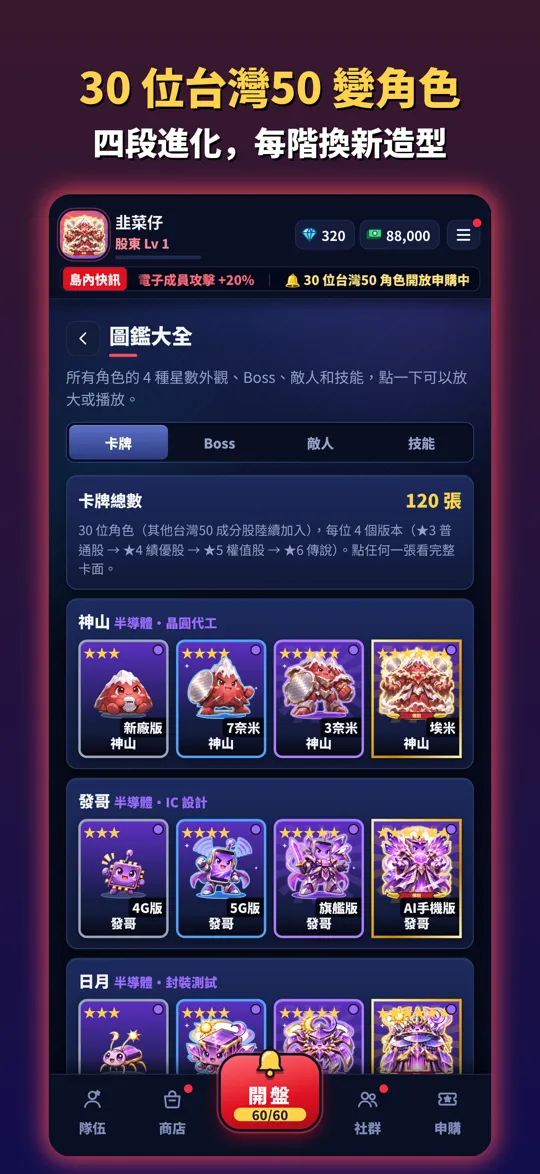 30 位台灣50 變角色
四段進化，每階換新造型
韭菜仔
股東 Lv 1
320
88,000
島內快訊
電子成員攻擊 +20%
30 位台灣50 角色開放申購中
圖鑑大全
所有角色的 4 種星數外觀、Boss、敵人和技能，點一下可以放
大或播放。
卡牌
Boss
敵人
技能
卡牌總數
120 張
30 位角色（其他台灣50 成分股陸續加入），每位 4 個版本（★3 普
通股 → ★4 績優股 → ★5 權值股 → ★6 傳說）。點任何一張看完整
卡面。
神山 半導體・晶圓代工
新廠版
神山
7奈米
神山
3奈米
神山
埃米
神山
發哥 半導體・IC 設計
4G版
發哥
5G版
發哥
旗艦版
發哥
AI手機版
發哥
日月 半導體・封裝測試
隊伍
商店
開盤
60/60
社群
申購